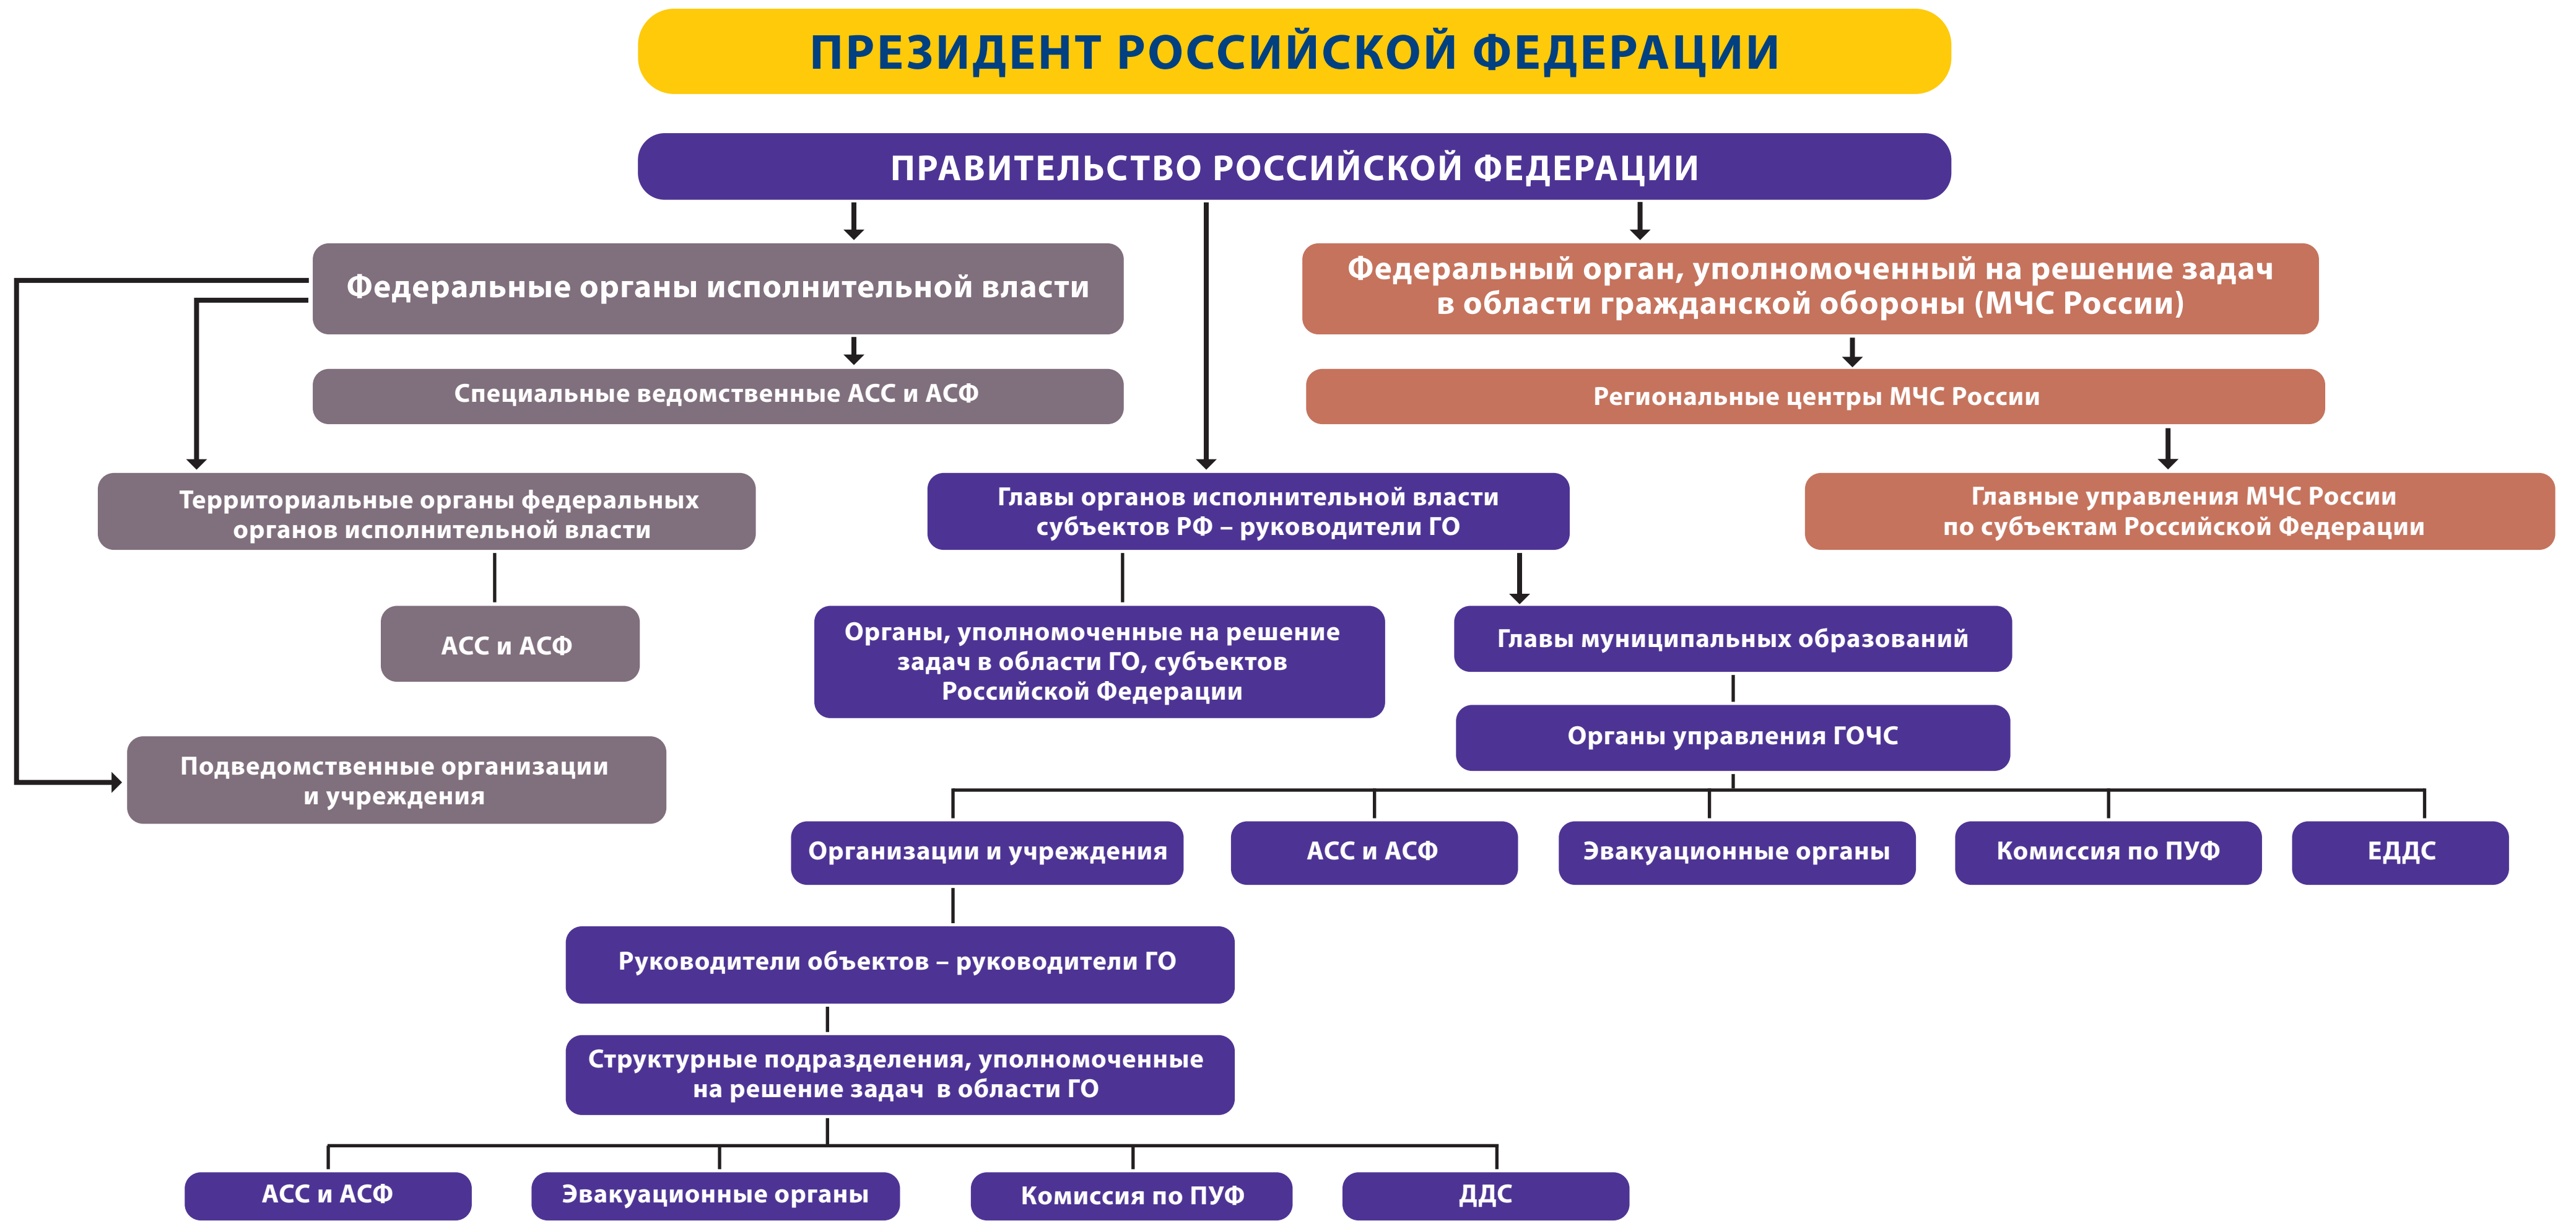 ПРЕЗИДЕНТ РОССИЙСКОЙ ФЕДЕРАЦИИ
ПРАВИТЕЛЬСТВО РОССИЙСКОЙ ФЕДЕРАЦИИ
Федеральные органы исполнительной власти
Федеральный орган, уполномоченный на решение задач
в области гражданской обороны (МЧС России)
Специальные ведомственные АСС и АСФ
Региональные центры МЧС России
Территориальные органы федеральных
органов исполнительной власти
Главы органов исполнительной власти
субъектов РФ – руководители ГО
Главные управления МЧС России
по субъектам Российской Федерации
АСС и АСФ
Органы, уполномоченные на решение
задач в области ГО, субъектов
Российской Федерации
Главы муниципальных образований
Органы управления ГОЧС
Подведомственные организации
и учреждения
Организации и учреждения
АСС и АСФ
Эвакуационные органы
Комиссия по ПУФ
ЕДДС
Руководители объектов – руководители ГО
Структурные подразделения, уполномоченные
на решение задач в области ГО
АСС и АСФ
Эвакуационные органы
Комиссия по ПУФ
ДДС